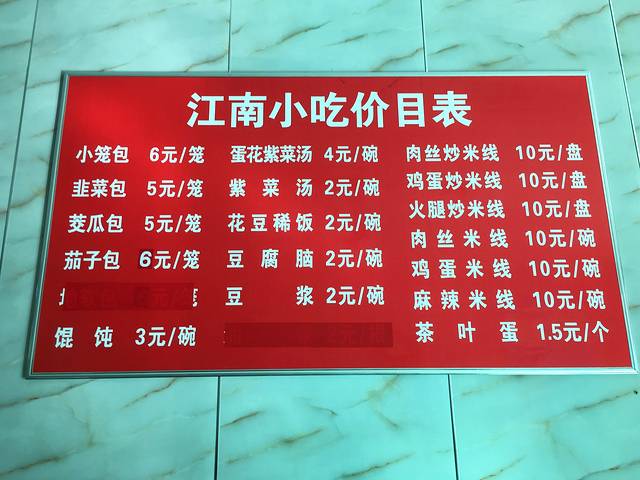 江南小吃价目表
小笼包 6元/笼
韭菜包 5元/笼
茭瓜包 5元/笼
茄子包 6元/笼
馄饨 3元/碗
蛋花紫菜汤 4元/碗
紫菜汤 2元/碗
花豆稀饭 2元/碗
豆腐脑 2元/碗
豆浆 2元/碗
肉丝炒米线 10元/盘
鸡蛋炒米线 10元/盘
火腿炒米线 10元/盘
肉丝米线 10元/碗
鸡蛋米线 10元/碗
麻辣米线 10元/碗
茶叶蛋 1.5元/个